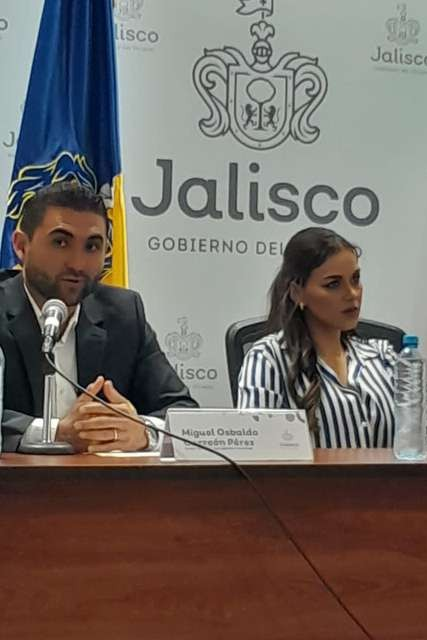 Jalisco
Jalisco
Jalisco
GOBIERNO DEL
Jalisco
Miguel Osbaldo
Carreón Pérez